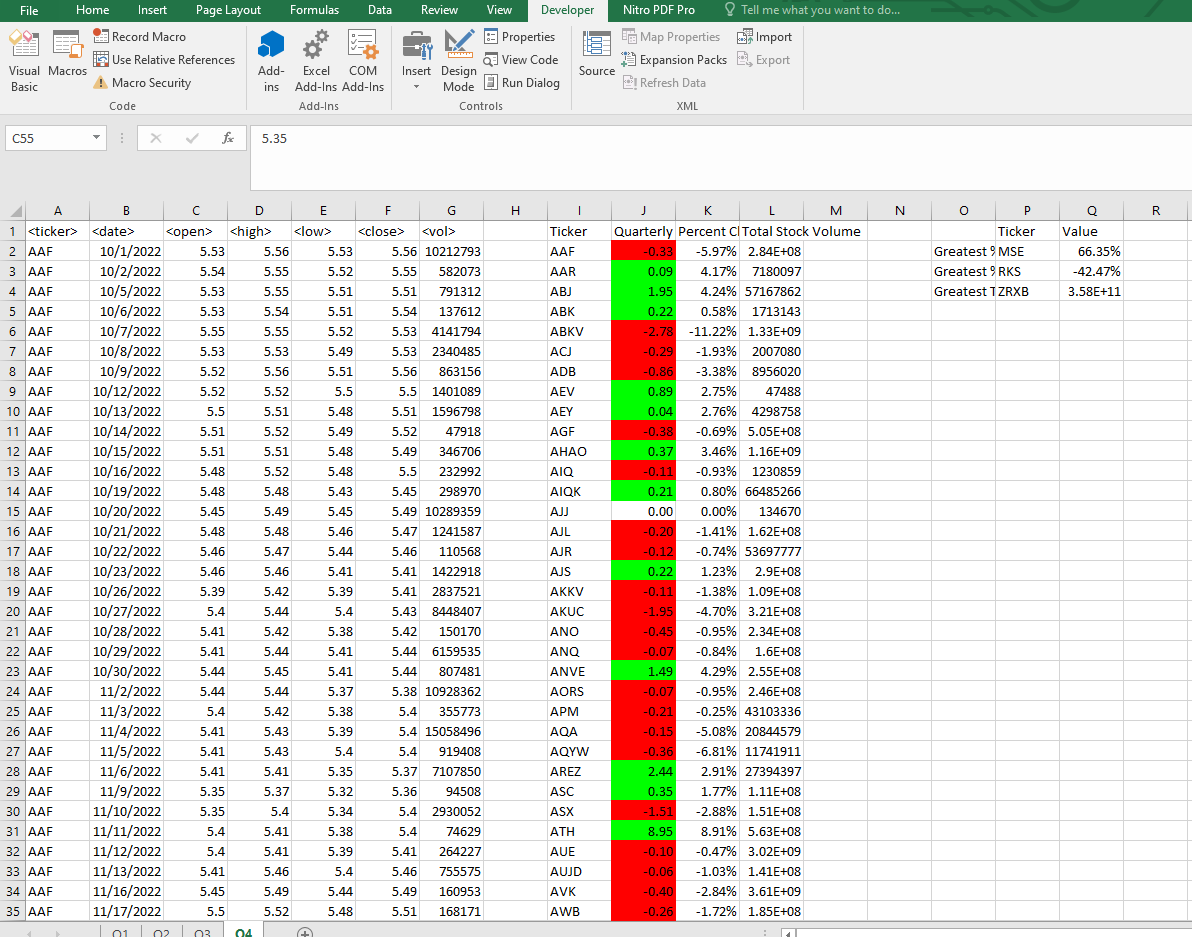 File Home Insert Page Layout Formulas Data Review View Developer Nitro PDF Pro Tell me what you want to do...
Visual Basic
Macros
Record Macro
Use Relative References
Macro Security
Code
Add-ins
Excel Add-Ins
COM Add-Ins
Add-Ins
Insert
Design Mode
Properties
View Code
Run Dialog
Controls
Source
Map Properties
Expansion Packs
Refresh Data
Import
Export
XML
C55 fx 5.35
A B C D E F G H I J K L M N O P Q R
1 <ticker> <date> <open> <high> <low> <close> <vol> Ticker Quarterly Percent Cl Total Stock Volume Ticker Value
2 AAF 10/1/2022 5.53 5.56 5.53 5.56 10212793 AAF -0.33 -5.97% 2.84E+08 Greatest % MSE 66.35%
3 AAF 10/2/2022 5.54 5.55 5.52 5.55 582073 AAR 0.09 4.17% 7180097 Greatest % RKS -42.47%
4 AAF 10/5/2022 5.53 5.55 5.51 5.51 791312 ABJ 1.95 4.24% 57167862 Greatest T ZRXB 3.58E+11
5 AAF 10/6/2022 5.53 5.54 5.51 5.54 137612 ABK 0.22 0.58% 1713143
6 AAF 10/7/2022 5.55 5.55 5.52 5.53 4141794 ABKV -2.78 -11.22% 1.33E+09
7 AAF 10/8/2022 5.53 5.53 5.49 5.53 2340485 ACJ -0.29 -1.93% 2007080
8 AAF 10/9/2022 5.52 5.56 5.51 5.56 863156 ADB -0.86 -3.38% 8956020
9 AAF 10/12/2022 5.52 5.52 5.5 5.5 1401089 AEV 0.89 2.75% 47488
10 AAF 10/13/2022 5.5 5.51 5.48 5.51 1596798 AEY 0.04 2.76% 4298758
11 AAF 10/14/2022 5.51 5.52 5.49 5.52 47918 AGF -0.38 -0.69% 5.05E+08
12 AAF 10/15/2022 5.51 5.51 5.48 5.49 346706 AHAO 0.37 3.46% 1.16E+09
13 AAF 10/16/2022 5.48 5.52 5.48 5.5 232992 AIQ -0.11 -0.93% 1230859
14 AAF 10/19/2022 5.48 5.48 5.43 5.45 298970 AIQK 0.21 0.80% 66485266
15 AAF 10/20/2022 5.45 5.49 5.45 5.49 10289359 AJJ 0.00 0.00% 134670
16 AAF 10/21/2022 5.48 5.48 5.46 5.47 1241587 AJL -0.20 -1.41% 1.62E+08
17 AAF 10/22/2022 5.46 5.47 5.44 5.46 110568 AJR -0.12 -0.74% 53697777
18 AAF 10/23/2022 5.46 5.46 5.41 5.41 1422918 AJS 0.22 1.23% 2.9E+08
19 AAF 10/26/2022 5.39 5.42 5.39 5.41 2837521 AKKV -0.11 -1.38% 1.09E+08
20 AAF 10/27/2022 5.4 5.44 5.4 5.43 8448407 AKUC -1.95 -4.70% 3.21E+08
21 AAF 10/28/2022 5.41 5.42 5.38 5.42 150170 ANO -0.45 -0.95% 2.34E+08
22 AAF 10/29/2022 5.41 5.44 5.41 5.44 6159535 ANQ -0.07 -0.84% 1.6E+08
23 AAF 10/30/2022 5.44 5.45 5.41 5.44 807481 ANVE 1.49 4.29% 2.55E+08
24 AAF 11/2/2022 5.44 5.44 5.37 5.38 10928362 AORS -0.07 -0.95% 2.46E+08
25 AAF 11/3/2022 5.4 5.42 5.38 5.4 355773 APM -0.21 -0.25% 43103336
26 AAF 11/4/2022 5.41 5.43 5.39 5.4 15058496 AQA -0.15 -5.08% 20844579
27 AAF 11/5/2022 5.41 5.43 5.4 5.4 919408 AQYW -0.36 -6.81% 11741911
28 AAF 11/6/2022 5.41 5.41 5.35 5.37 7107850 AREZ 2.44 2.91% 27394397
29 AAF 11/9/2022 5.35 5.37 5.32 5.36 94508 ASC 0.35 1.77% 1.11E+08
30 AAF 11/10/2022 5.35 5.4 5.34 5.4 2930052 ASX -1.51 -2.88% 1.51E+08
31 AAF 11/11/2022 5.4 5.41 5.38 5.4 74629 ATH 8.95 8.91% 5.63E+08
32 AAF 11/12/2022 5.4 5.41 5.39 5.41 264227 AUE -0.10 -0.47% 3.02E+09
33 AAF 11/13/2022 5.41 5.46 5.4 5.46 755575 AUJD -0.06 -1.03% 1.41E+08
34 AAF 11/16/2022 5.45 5.49 5.44 5.49 160953 AVK -0.40 -2.84% 3.61E+09
35 AAF 11/17/2022 5.5 5.52 5.48 5.51 168171 AWB -0.26 -1.72% 1.85E+08
Q1 Q2 Q3 Q4